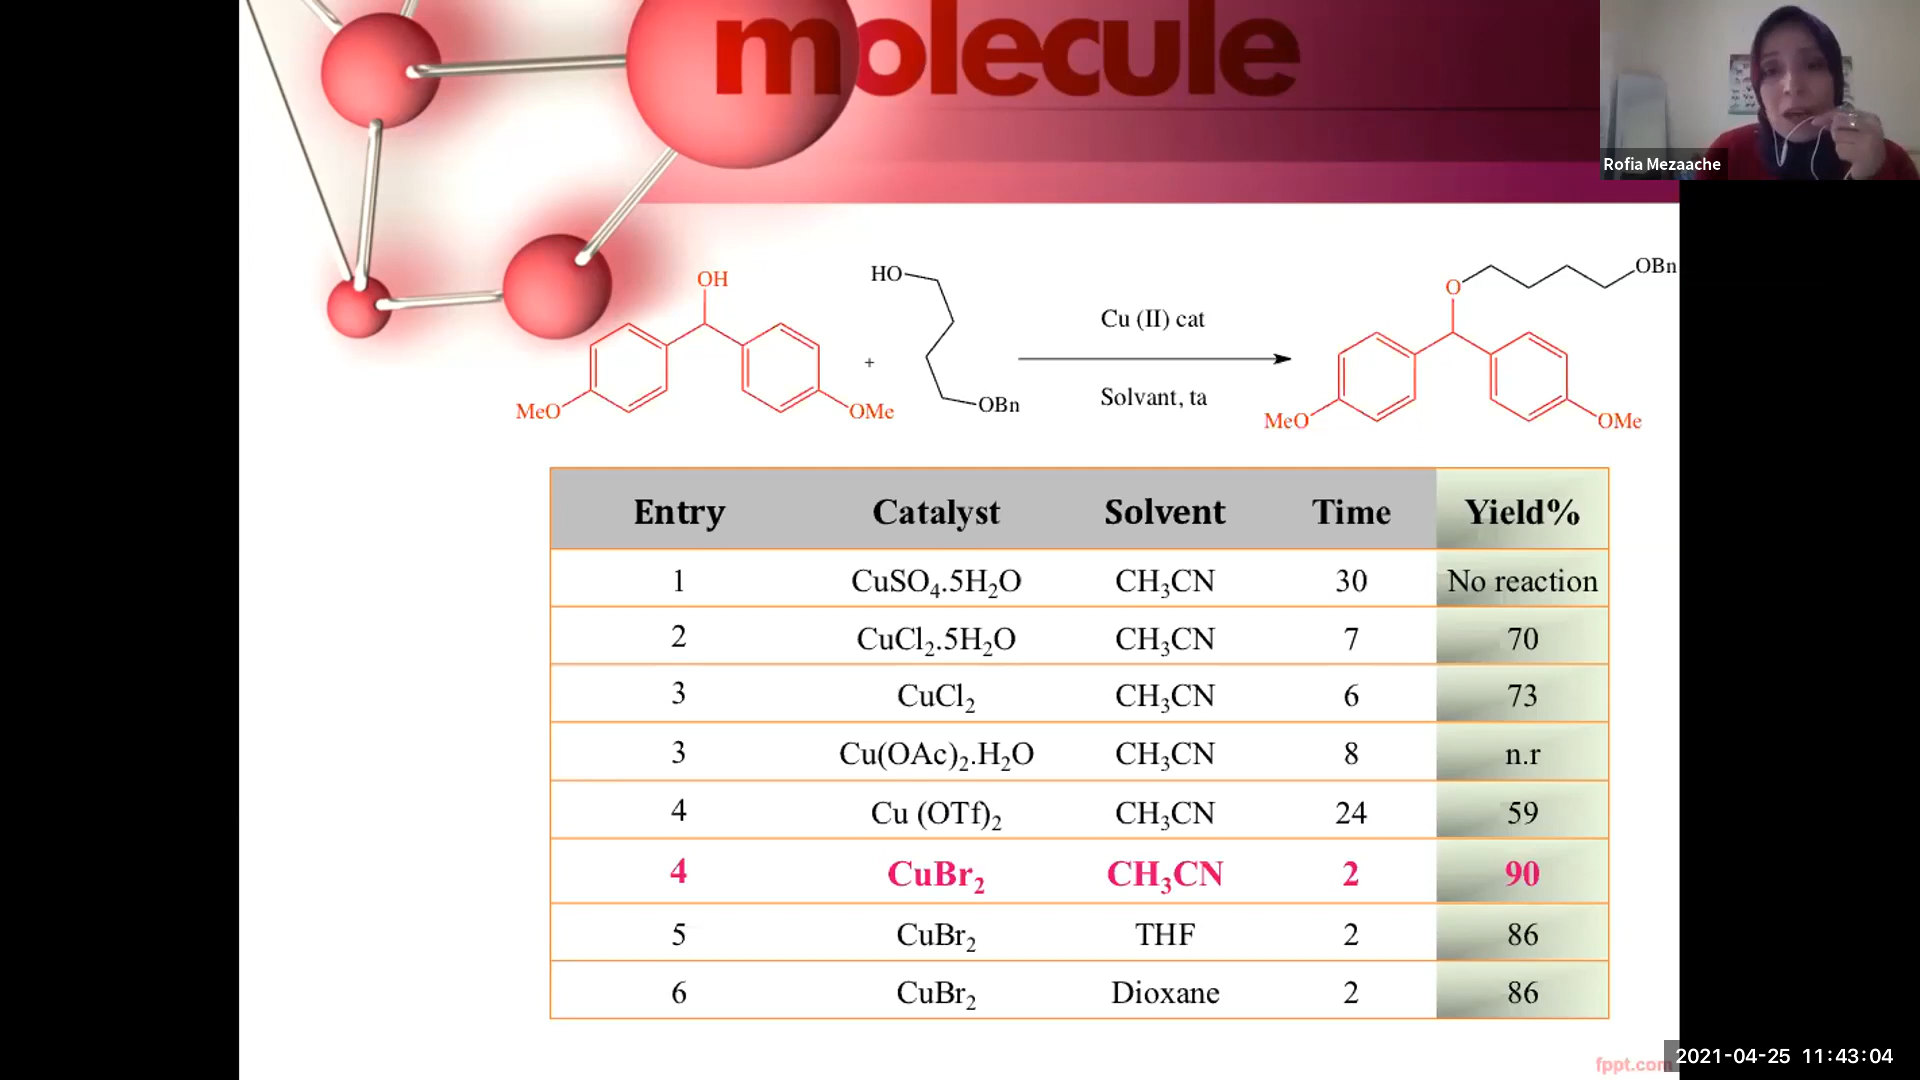 molecule
Rofia Mezaache
OH
MeO
OMe
+
HO
OBn
Cu (II) cat
Solvant, ta
O
OBn
MeO
OMe
Entry Catalyst Solvent Time Yield%
1 CuSO₄.5H₂O CH₃CN 30 No reaction
2 CuCl₂.5H₂O CH₃CN 7 70
3 CuCl₂ CH₃CN 6 73
3 Cu(OAc)₂.H₂O CH₃CN 8 n.r
4 Cu (OTf)₂ CH₃CN 24 59
4 CuBr₂ CH₃CN 2 90
5 CuBr₂ THF 2 86
6 CuBr₂ Dioxane 2 86
fppt.com
2021-04-25 11:43:04